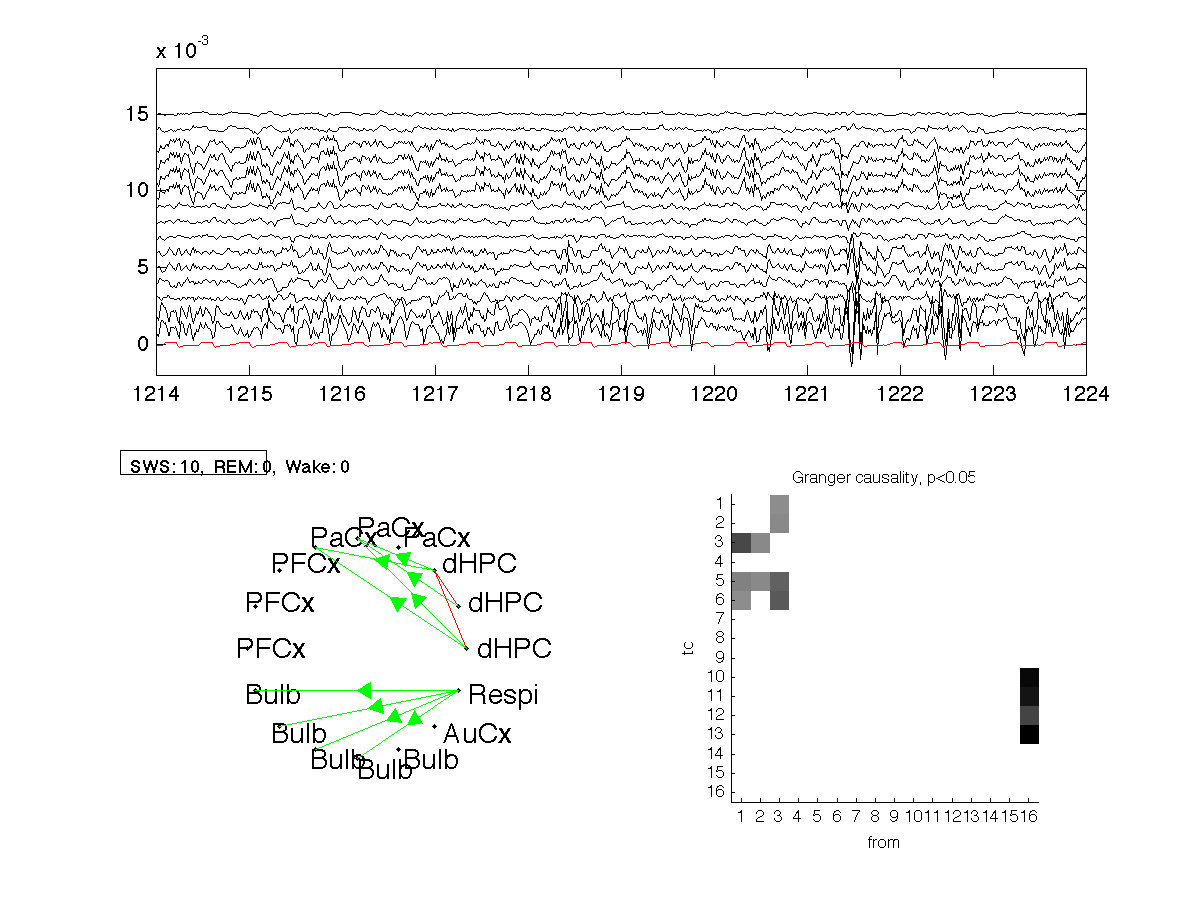 x 10-3
15
10
5
0
1214 1215 1216 1217 1218 1219 1220 1221 1222 1223 1224
SWS:10, REM:0, Wake:0
PaCx
PaCx
PaCx
PFCx
dHPC
PFCx
dHPC
PFCx
dHPC
Bulb
Respi
Bulb
AuCx
Bulb
Bulb
Bulb
Granger causality, p<0.05
1
2
3
4
5
6
7
8
9
10
11
12
13
14
15
16
to
1 2 3 4 5 6 7 8 9 10 11 12 13 14 15 16
from